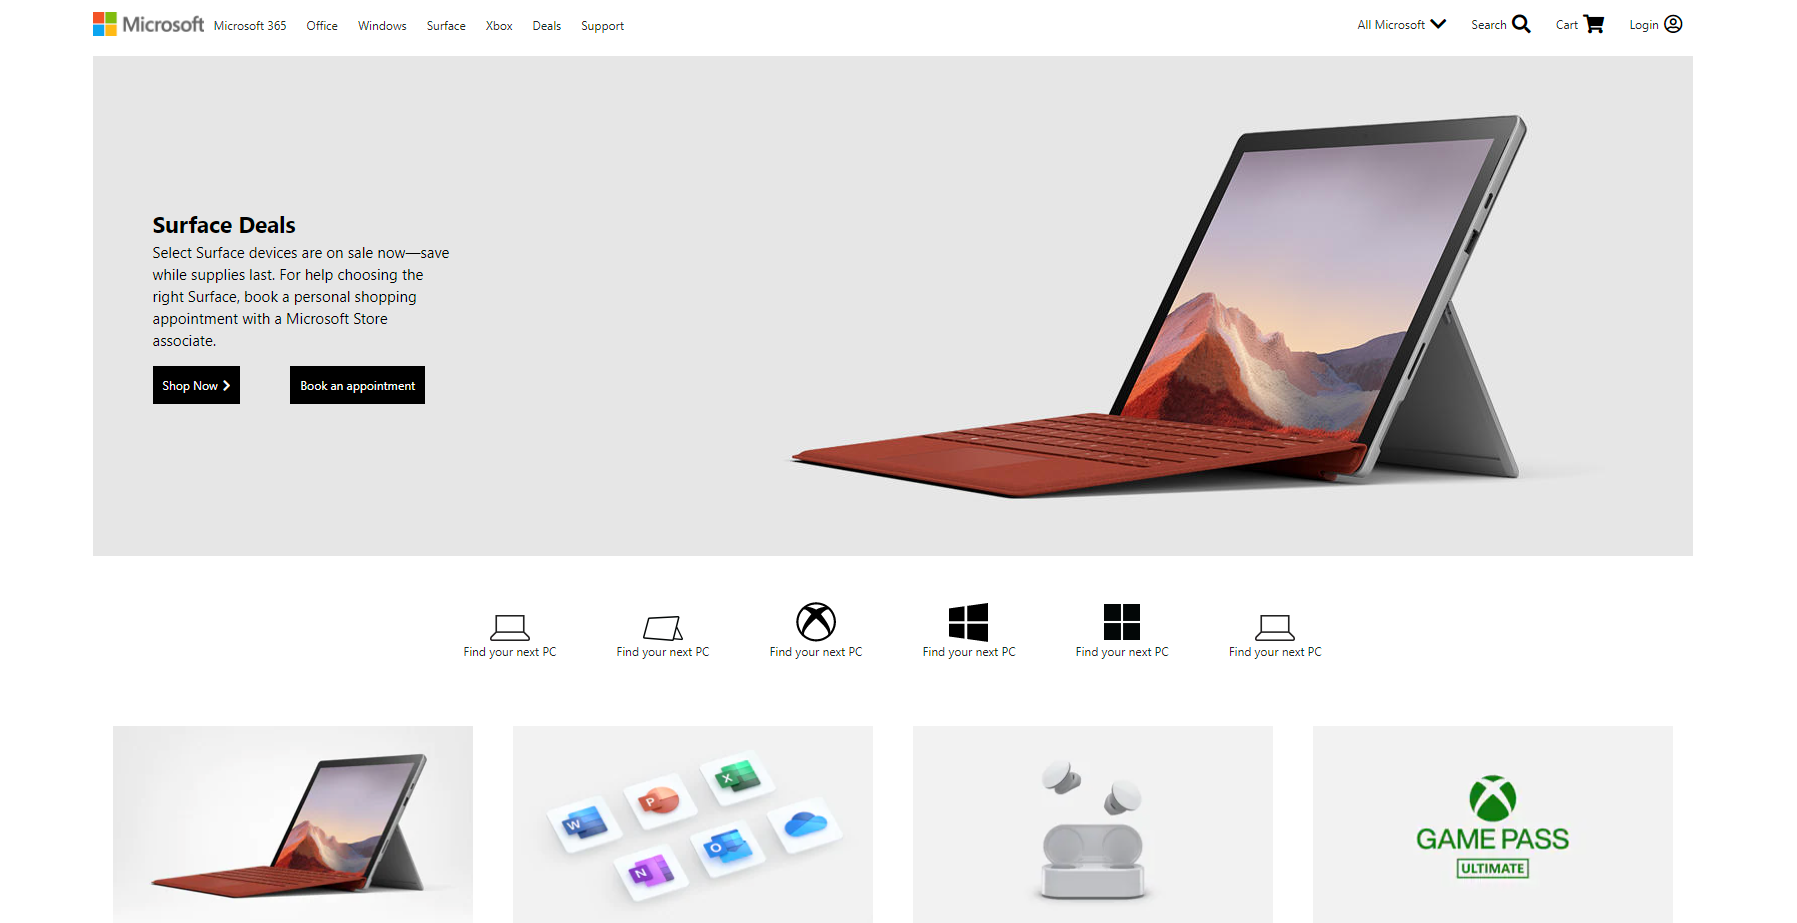 Microsoft Microsoft 365 Office Windows Surface Xbox Deals Support All Microsoft Search Cart Login
Surface Deals
Select Surface devices are on sale now—save
while supplies last. For help choosing the
right Surface, book a personal shopping
appointment with a Microsoft Store
associate.
Shop Now Book an appointment
Find your next PC Find your next PC Find your next PC Find your next PC Find your next PC Find your next PC
W P X
N O
GAME PASS
ULTIMATE